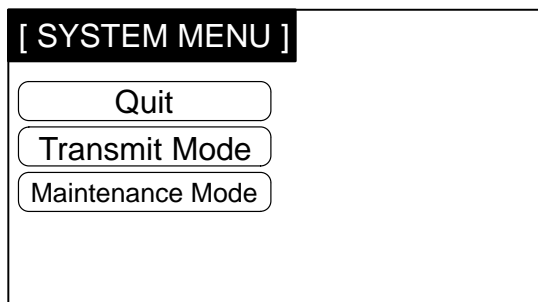 [ SYSTEM MENU ]
Quit
Transmit Mode
Maintenance Mode